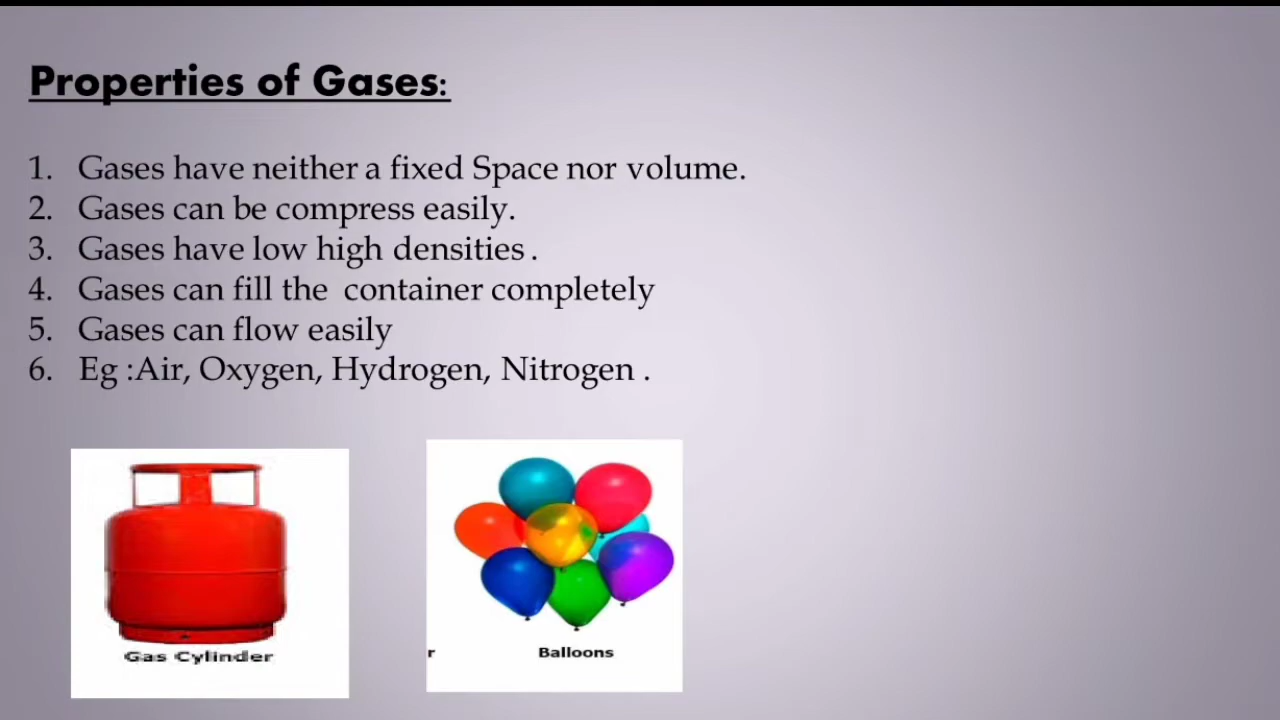 Properties of Gases:
1. Gases have neither a fixed Space nor volume.
2. Gases can be compress easily.
3. Gases have low high densities .
4. Gases can fill the container completely
5. Gases can flow easily
6. Eg :Air, Oxygen, Hydrogen, Nitrogen .
Gas Cylinder
r
Balloons